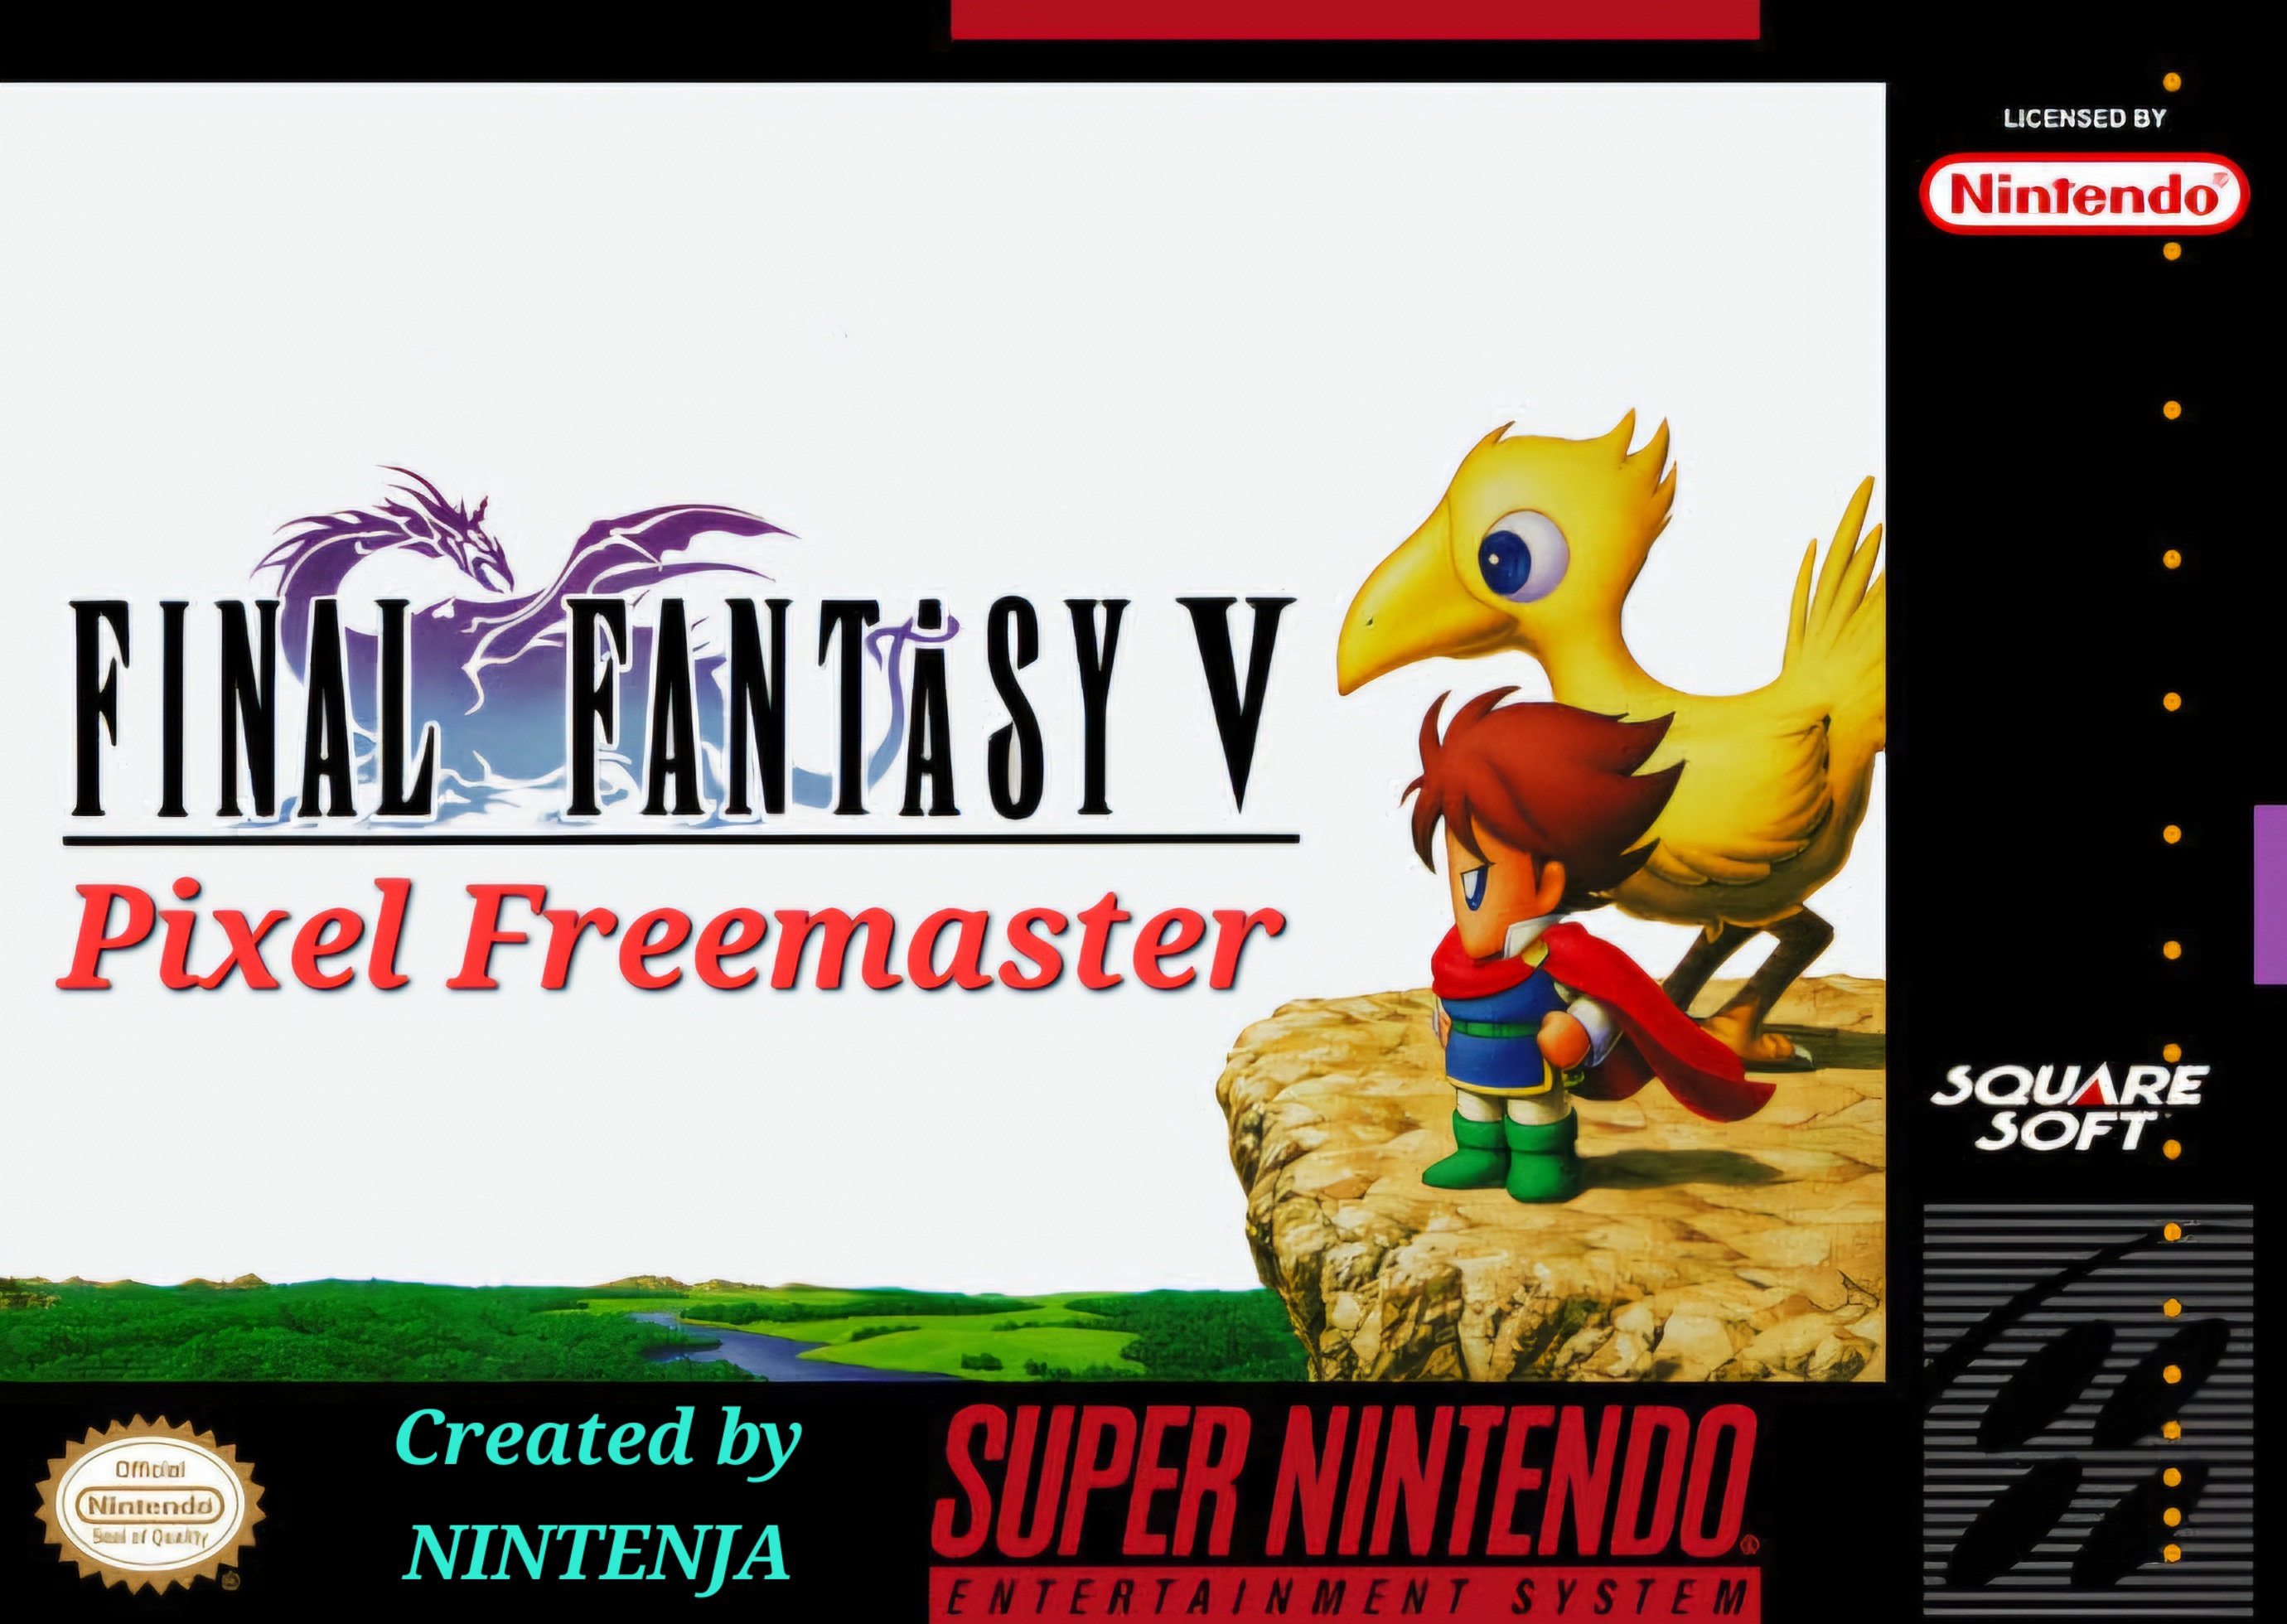 LICENSED BY
Nintendo
FINAL FANTASY V
Pixel Freemaster
SQUARE
SOFT
Created by
NINTENJA
Official
Nintendo
Seal of Quality
SUPER NINTENDO
ENTERTAINMENT SYSTEM